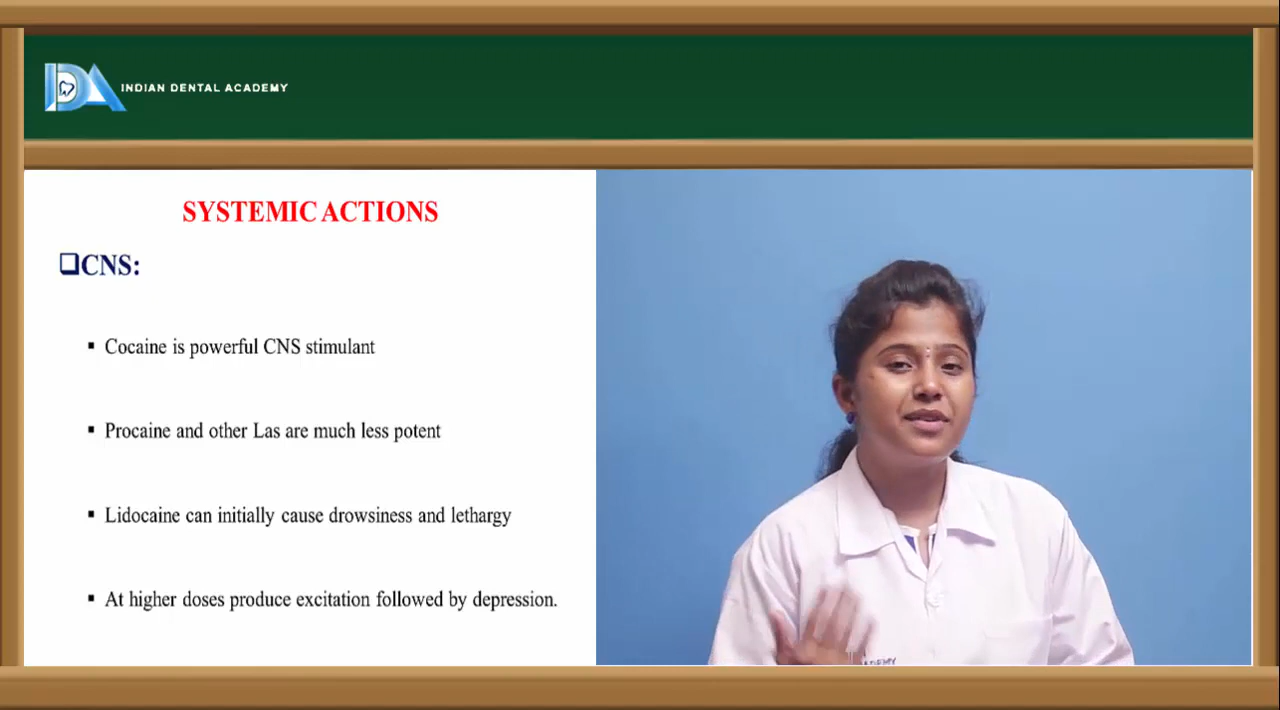 IDA INDIAN DENTAL ACADEMY
SYSTEMIC ACTIONS
❑CNS:
▪ Cocaine is powerful CNS stimulant
▪ Procaine and other Las are much less potent
▪ Lidocaine can initially cause drowsiness and lethargy
▪ At higher doses produce excitation followed by depression.